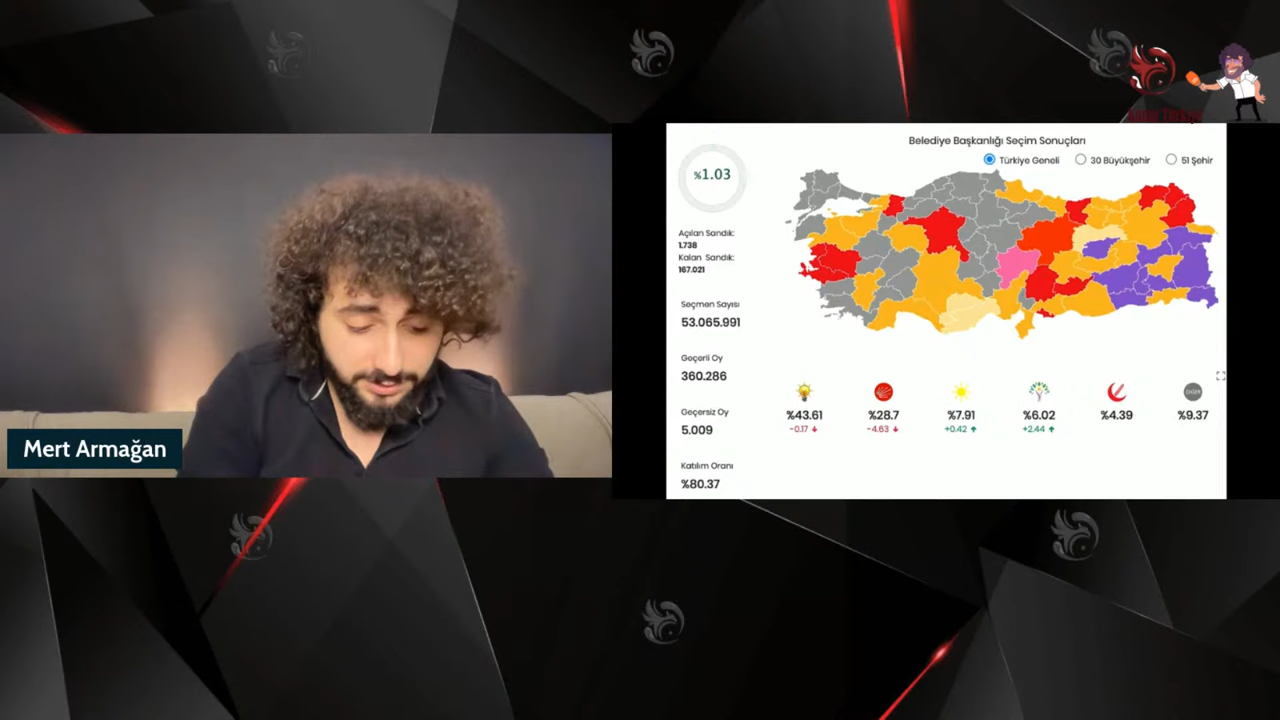 Mert Armağan
Belediye Başkanlığı Seçim Sonuçları
Türkiye Geneli
30 Büyükşehir
51 Şehir
%1.03
Açılan Sandık:
1.738
Kalan Sandık:
167.021
Seçmen Sayısı
53.065.991
Geçerli Oy
360.286
Geçersiz Oy
5.009
Katılım Oranı
%80.37
%43.61 %28.7 %7.91 %6.02 %4.39 %9.37
-0.17 -4.63 +0.42 +2.44